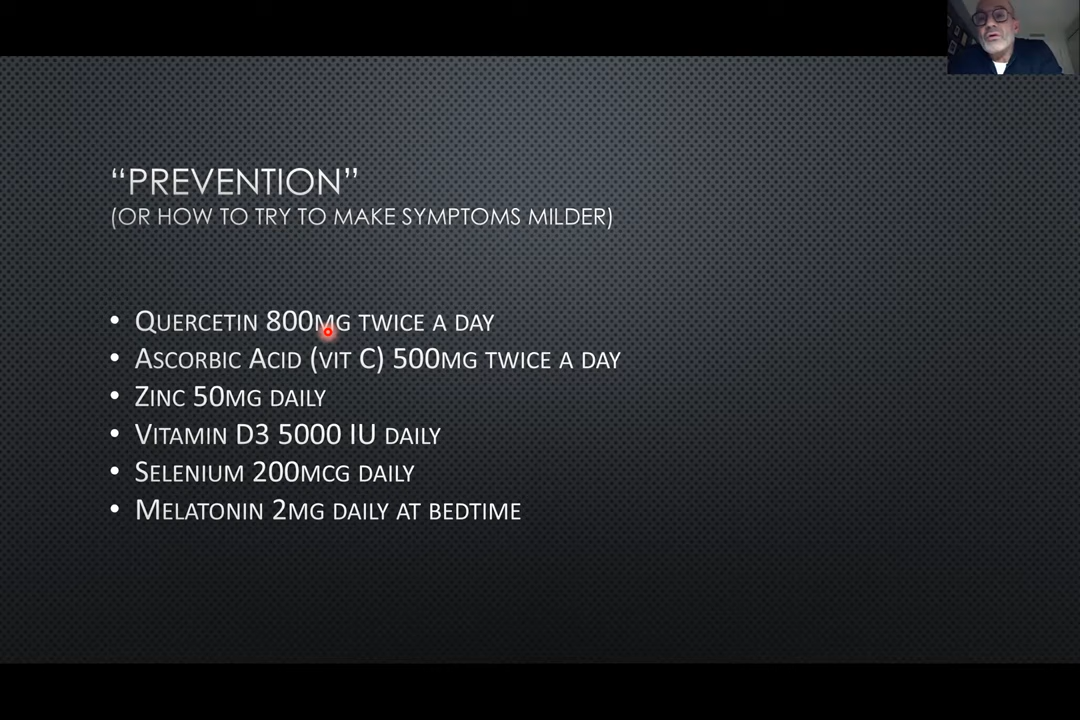 “PREVENTION”
(OR HOW TO TRY TO MAKE SYMPTOMS MILDER)
• QUERCETIN 800MG TWICE A DAY
• ASCORBIC ACID (VIT C) 500MG TWICE A DAY
• ZINC 50MG DAILY
• VITAMIN D3 5000 IU DAILY
• SELENIUM 200MCG DAILY
• MELATONIN 2MG DAILY AT BEDTIME